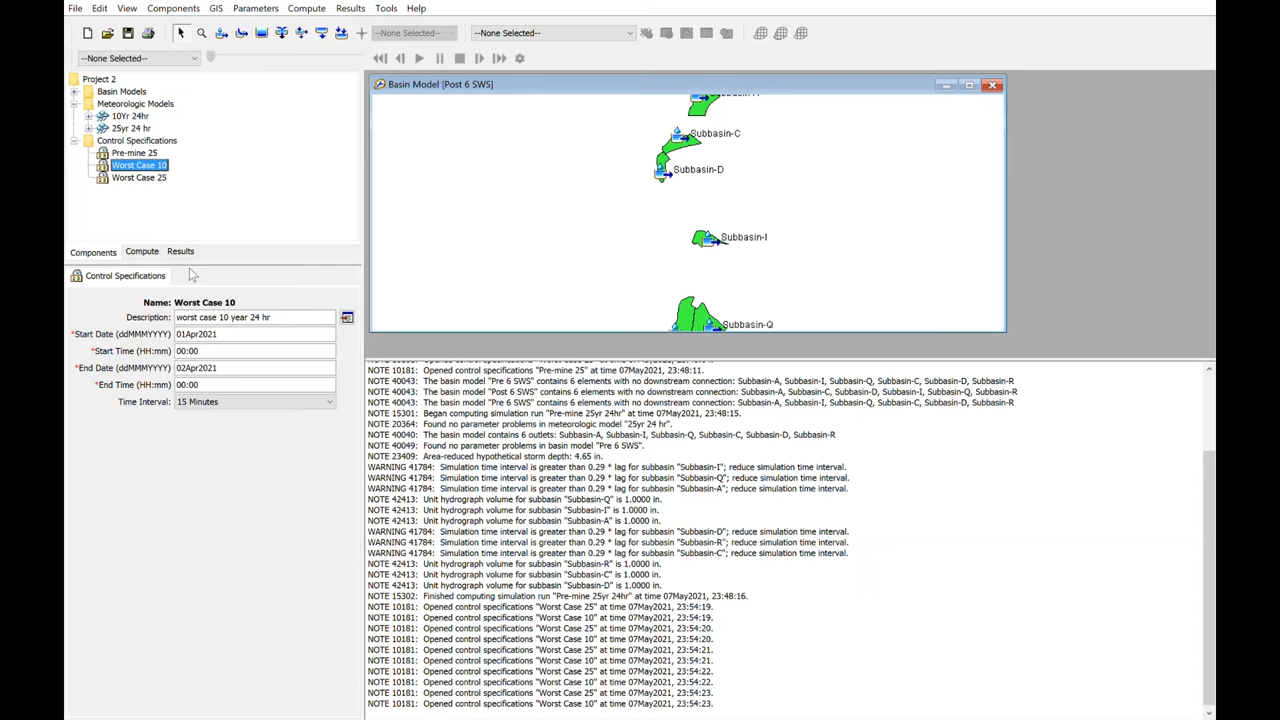 File Edit View Components GIS Parameters Compute Results Tools Help
--None Selected-- --None Selected--
--None Selected--
Project 2
Basin Models
Meteorologic Models
10Yr 24hr
25yr 24 hr
Control Specifications
Pre-mine 25
Worst Case 10
Worst Case 25
Components Compute Results
Control Specifications
Name: Worst Case 10
Description: worst case 10 year 24 hr
*Start Date (ddMMMYYYY) 01Apr2021
*Start Time (HH:mm) 00:00
*End Date (ddMMMYYYY) 02Apr2021
*End Time (HH:mm) 00:00
Time Interval: 15 Minutes
Basin Model [Post 6 SWS]
Subbasin-C
Subbasin-D
Subbasin-I
Subbasin-Q
NOTE 10181: Opened control specifications "Pre-mine 25" at time 07May2021, 23:48:11.
NOTE 40043: The basin model "Pre 6 SWS" contains 6 elements with no downstream connection: Subbasin-A, Subbasin-I, Subbasin-Q, Subbasin-C, Subbasin-D, Subbasin-R
NOTE 40043: The basin model "Post 6 SWS" contains 6 elements with no downstream connection: Subbasin-A, Subbasin-I, Subbasin-C, Subbasin-D, Subbasin-R, Subbasin-Q
NOTE 40043: The basin model "Pre 6 SWS" contains 6 elements with no downstream connection: Subbasin-A, Subbasin-I, Subbasin-Q, Subbasin-C, Subbasin-D, Subbasin-R
NOTE 15301: Began computing simulation run "Pre-mine 25yr 24hr" at time 07May2021, 23:48:15.
NOTE 20364: Found no parameter problems in meteorologic model "25yr 24 hr".
NOTE 40040: The basin model contains 6 outlets: Subbasin-A, Subbasin-I, Subbasin-Q, Subbasin-C, Subbasin-D, Subbasin-R
NOTE 40049: Found no parameter problems in basin model "Pre 6 SWS".
NOTE 23409: Area-reduced hypothetical storm depth: 4.65 in.
WARNING 41784: Simulation time interval is greater than 0.29 * lag for subbasin "Subbasin-I"; reduce simulation time interval.
WARNING 41784: Simulation time interval is greater than 0.29 * lag for subbasin "Subbasin-Q"; reduce simulation time interval.
WARNING 41784: Simulation time interval is greater than 0.29 * lag for subbasin "Subbasin-A"; reduce simulation time interval.
NOTE 42413: Unit hydrograph volume for subbasin "Subbasin-Q" is 1.0000 in.
NOTE 42413: Unit hydrograph volume for subbasin "Subbasin-I" is 1.0000 in.
NOTE 42413: Unit hydrograph volume for subbasin "Subbasin-A" is 1.0000 in.
WARNING 41784: Simulation time interval is greater than 0.29 * lag for subbasin "Subbasin-D"; reduce simulation time interval.
WARNING 41784: Simulation time interval is greater than 0.29 * lag for subbasin "Subbasin-R"; reduce simulation time interval.
WARNING 41784: Simulation time interval is greater than 0.29 * lag for subbasin "Subbasin-C"; reduce simulation time interval.
NOTE 42413: Unit hydrograph volume for subbasin "Subbasin-R" is 1.0000 in.
NOTE 42413: Unit hydrograph volume for subbasin "Subbasin-C" is 1.0000 in.
NOTE 42413: Unit hydrograph volume for subbasin "Subbasin-D" is 1.0000 in.
NOTE 15302: Finished computing simulation run "Pre-mine 25yr 24hr" at time 07May2021, 23:48:16.
NOTE 10181: Opened control specifications "Worst Case 25" at time 07May2021, 23:54:19.
NOTE 10181: Opened control specifications "Worst Case 10" at time 07May2021, 23:54:19.
NOTE 10181: Opened control specifications "Worst Case 25" at time 07May2021, 23:54:20.
NOTE 10181: Opened control specifications "Worst Case 10" at time 07May2021, 23:54:20.
NOTE 10181: Opened control specifications "Worst Case 25" at time 07May2021, 23:54:21.
NOTE 10181: Opened control specifications "Worst Case 10" at time 07May2021, 23:54:21.
NOTE 10181: Opened control specifications "Worst Case 25" at time 07May2021, 23:54:22.
NOTE 10181: Opened control specifications "Worst Case 10" at time 07May2021, 23:54:22.
NOTE 10181: Opened control specifications "Worst Case 25" at time 07May2021, 23:54:23.
NOTE 10181: Opened control specifications "Worst Case 10" at time 07May2021, 23:54:23.